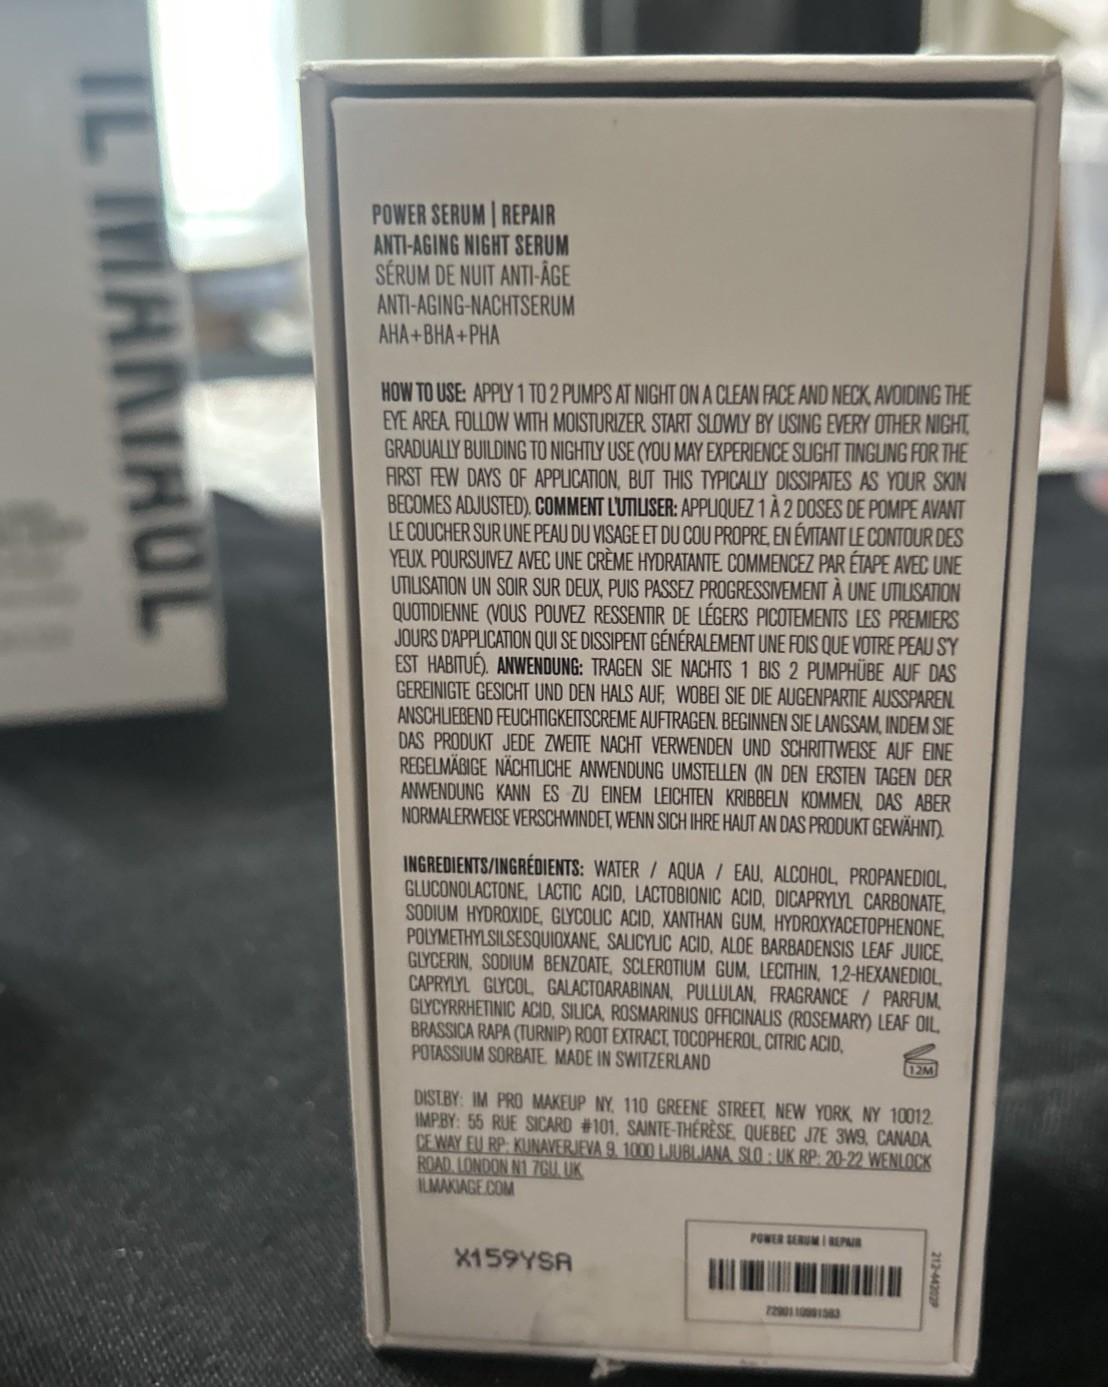 IL MAKIAGE
POWER SERUM | REPAIR
ANTI-AGING NIGHT SERUM
SÉRUM DE NUIT ANTI-ÂGE
ANTI-AGING-NACHTSERUM
AHA+BHA+PHA
HOW TO USE: APPLY 1 TO 2 PUMPS AT NIGHT ON A CLEAN FACE AND NECK, AVOIDING THE
EYE AREA. FOLLOW WITH MOISTURIZER. START SLOWLY BY USING EVERY OTHER NIGHT,
GRADUALLY BUILDING TO NIGHTLY USE (YOU MAY EXPERIENCE SLIGHT TINGLING FOR THE
FIRST FEW DAYS OF APPLICATION, BUT THIS TYPICALLY DISSIPATES AS YOUR SKIN
BECOMES ADJUSTED). COMMENT L'UTILISER: APPLIQUEZ 1 À 2 DOSES DE POMPE AVANT
LE COUCHER SUR UNE PEAU DU VISAGE ET DU COU PROPRE, EN ÉVITANT LE CONTOUR DES
YEUX. POURSUIVEZ AVEC UNE CRÈME HYDRATANTE. COMMENCEZ PAR ÉTAPE AVEC UNE
UTILISATION UN SOIR SUR DEUX, PUIS PASSEZ PROGRESSIVEMENT À UNE UTILISATION
QUOTIDIENNE (VOUS POUVEZ RESSENTIR DE LÉGERS PICOTEMENTS LES PREMIERS
JOURS D'APPLICATION QUI SE DISSIPENT GÉNÉRALEMENT UNE FOIS QUE VOTRE PEAU S'Y
EST HABITUÉ). ANWENDUNG: TRAGEN SIE NACHTS 1 BIS 2 PUMPHÜBE AUF DAS
GEREINIGTE GESICHT UND DEN HALS AUF, WOBEI SIE DIE AUGENPARTIE AUSSPAREN.
ANSCHLIEßEND FEUCHTIGKEITSCREME AUFTRAGEN. BEGINNEN SIE LANGSAM, INDEM SIE
DAS PRODUKT JEDE ZWEITE NACHT VERWENDEN UND SCHRITTWEISE AUF EINE
REGELMÄßIGE NÄCHTLICHE ANWENDUNG UMSTELLEN (IN DEN ERSTEN TAGEN DER
ANWENDUNG KANN ES ZU EINEM LEICHTEN KRIBBELN KOMMEN, DAS ABER
NORMALERWEISE VERSCHWINDET, WENN SICH IHRE HAUT AN DAS PRODUKT GEWÄHNT).
INGREDIENTS/INGRÉDIENTS: WATER / AQUA / EAU, ALCOHOL, PROPANEDIOL,
GLUCONOLACTONE, LACTIC ACID, LACTOBIONIC ACID, DICAPRYLYL CARBONATE,
SODIUM HYDROXIDE, GLYCOLIC ACID, XANTHAN GUM, HYDROXYACETOPHENONE,
POLYMETHYLSILSESQUIOXANE, SALICYLIC ACID, ALOE BARBADENSIS LEAF JUICE,
GLYCERIN, SODIUM BENZOATE, SCLEROTIUM GUM, LECITHIN, 1,2-HEXANEDIOL,
CAPRYLYL GLYCOL, GALACTOARABINAN, PULLULAN, FRAGRANCE / PARFUM,
GLYCYRRHETINIC ACID, SILICA, ROSMARINUS OFFICINALIS (ROSEMARY) LEAF OIL,
BRASSICA RAPA (TURNIP) ROOT EXTRACT, TOCOPHEROL, CITRIC ACID,
POTASSIUM SORBATE. MADE IN SWITZERLAND
12M
DIST.BY: IM PRO MAKEUP NY, 110 GREENE STREET, NEW YORK, NY 10012.
IMP.BY: 55 RUE SICARD #101, SAINTE-THÉRÈSE, QUEBEC J7E 3W9, CANADA.
CE.WAY EU RP: KUNAVERJEVA 9, 1000 LJUBLJANA, SLO ; UK RP: 20-22 WENLOCK
ROAD, LONDON N1 7GU, UK
ILMAKIAGE.COM
X159YSA
POWER SERUM | REPAIR
7290110991583
212-44202P